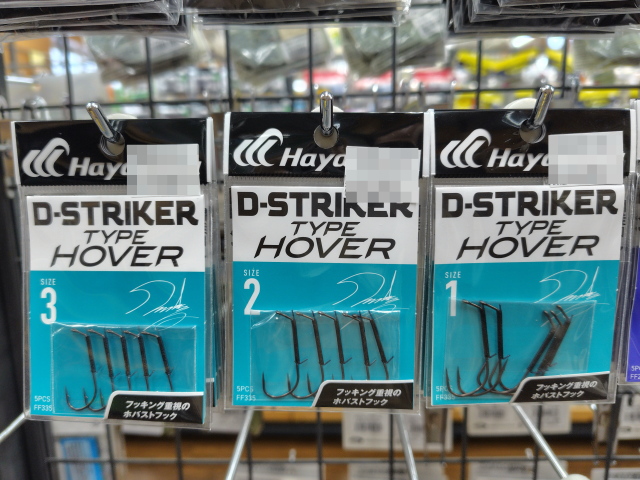 D-STRIKER
TYPE
HOVER
SIZE
3
5PCS
FF335
フッキング重視の
ホバストフック
D-STRIKER
TYPE
HOVER
SIZE
2
5PCS
FF335
フッキング重視の
ホバストフック
D-STRIKER
TYPE
HOVER
SIZE
1
5PCS
FF335
フッキング重視の
ホバストフック